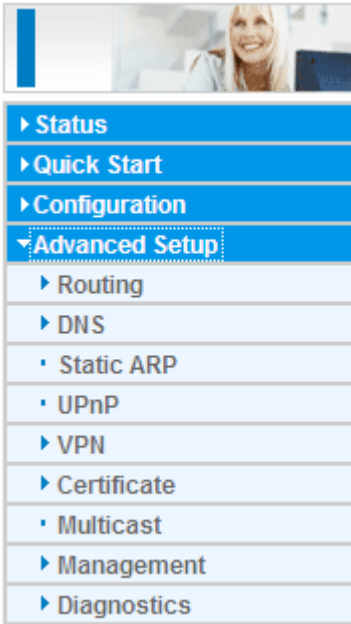 Status
Quick Start
Configuration
Advanced Setup
Routing
DNS
Static ARP
UPnP
VPN
Certificate
Multicast
Management
Diagnostics